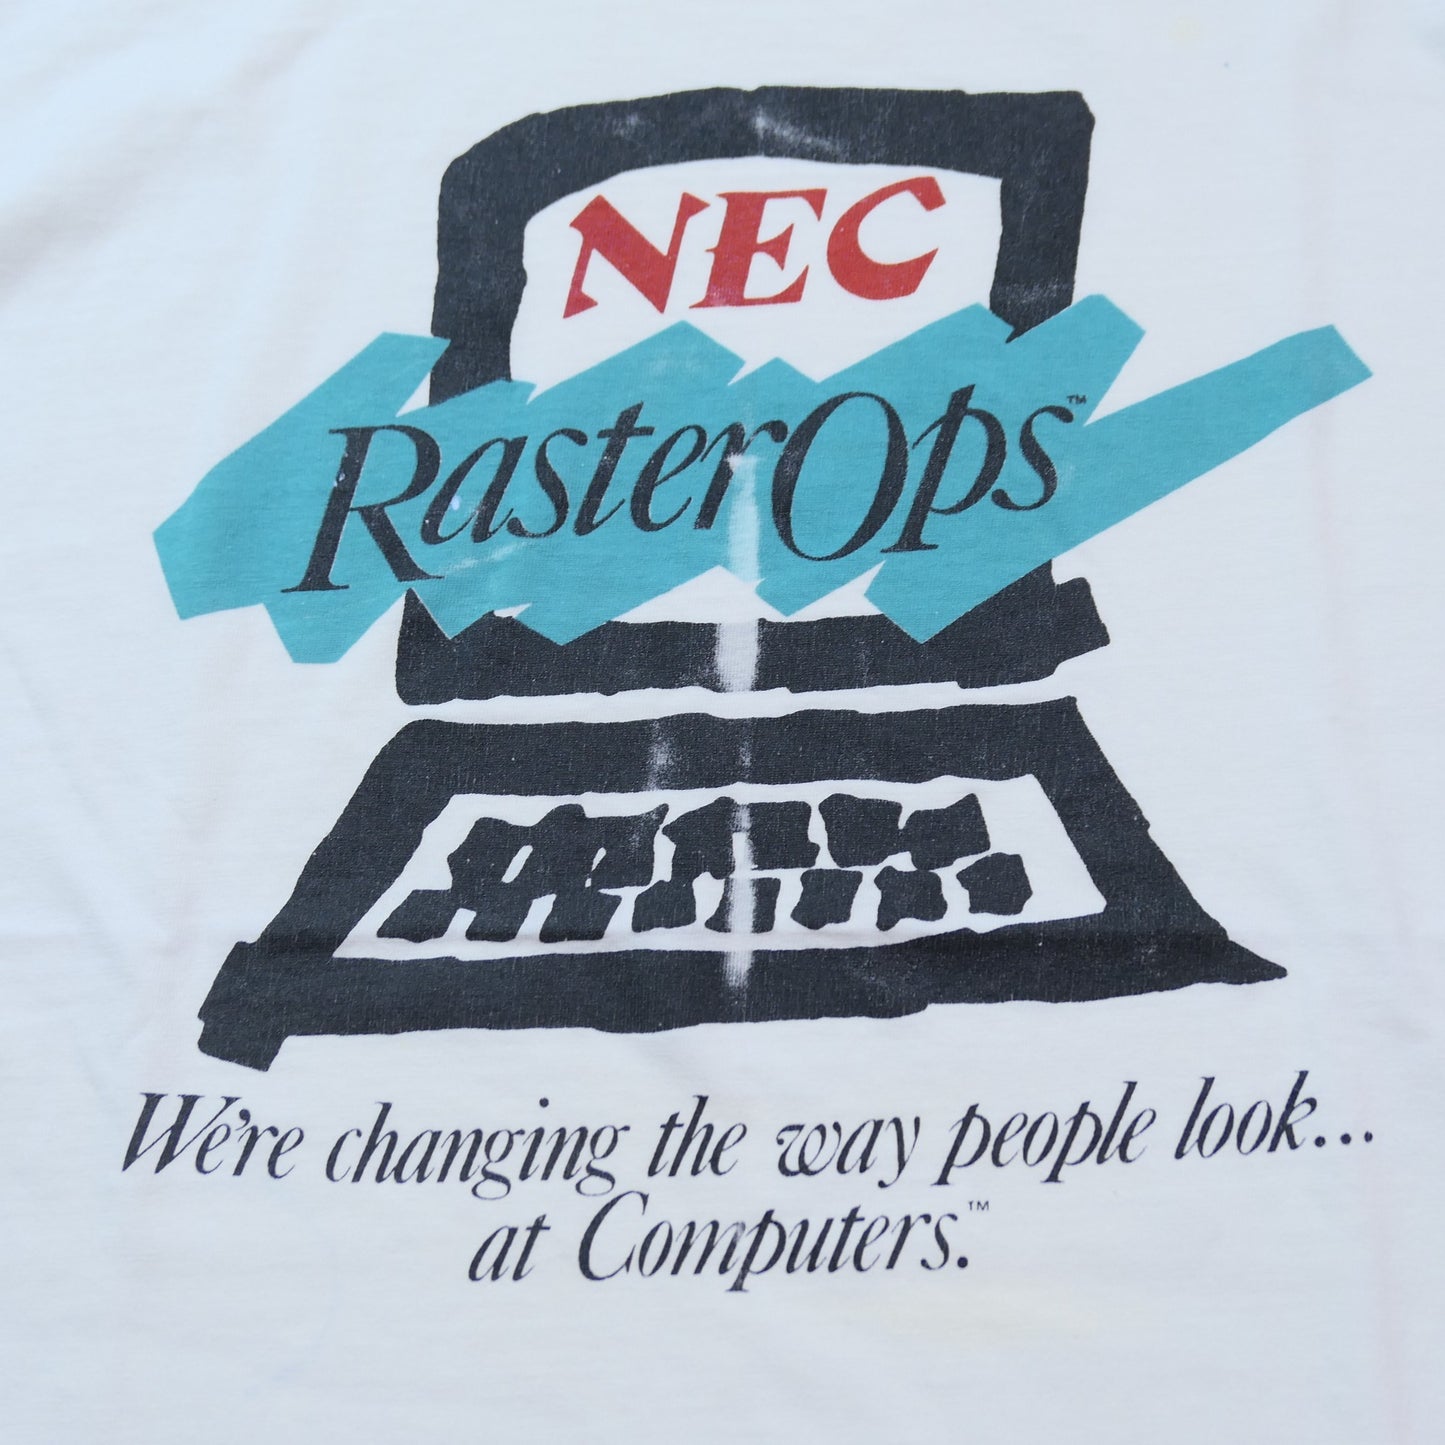 NEC
RasterOps™
We're changing the way people look...
at Computers.™